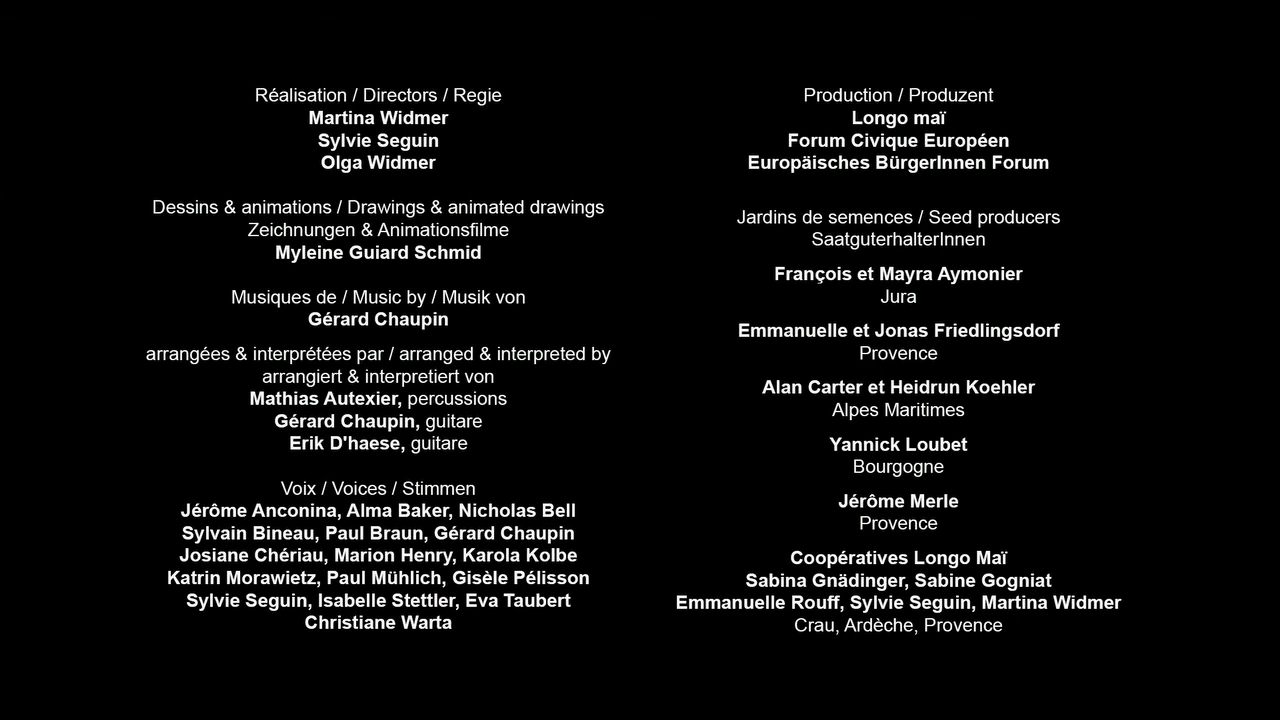 Réalisation / Directors / Regie
Martina Widmer
Sylvie Seguin
Olga Widmer
Dessins & animations / Drawings & animated drawings
Zeichnungen & Animationsfilme
Myleine Guiard Schmid
Musiques de / Music by / Musik von
Gérard Chaupin
arrangées & interprétées par / arranged & interpreted by
arrangiert & interpretiert von
Mathias Autexier, percussions
Gérard Chaupin, guitare
Erik D'haese, guitare
Voix / Voices / Stimmen
Jérôme Anconina, Alma Baker, Nicholas Bell
Sylvain Bineau, Paul Braun, Gérard Chaupin
Josiane Chériau, Marion Henry, Karola Kolbe
Katrin Morawietz, Paul Mühlich, Gisèle Pélisson
Sylvie Seguin, Isabelle Stettler, Eva Taubert
Christiane Warta
Production / Produzent
Longo maï
Forum Civique Européen
Europäisches BürgerInnen Forum
Jardins de semences / Seed producers
SaatguterhalterInnen
François et Mayra Aymonier
Jura
Emmanuelle et Jonas Friedlingsdorf
Provence
Alan Carter et Heidrun Koehler
Alpes Maritimes
Yannick Loubet
Bourgogne
Jérôme Merle
Provence
Coopératives Longo Maï
Sabina Gnädinger, Sabine Gogniat
Emmanuelle Rouff, Sylvie Seguin, Martina Widmer
Crau, Ardèche, Provence